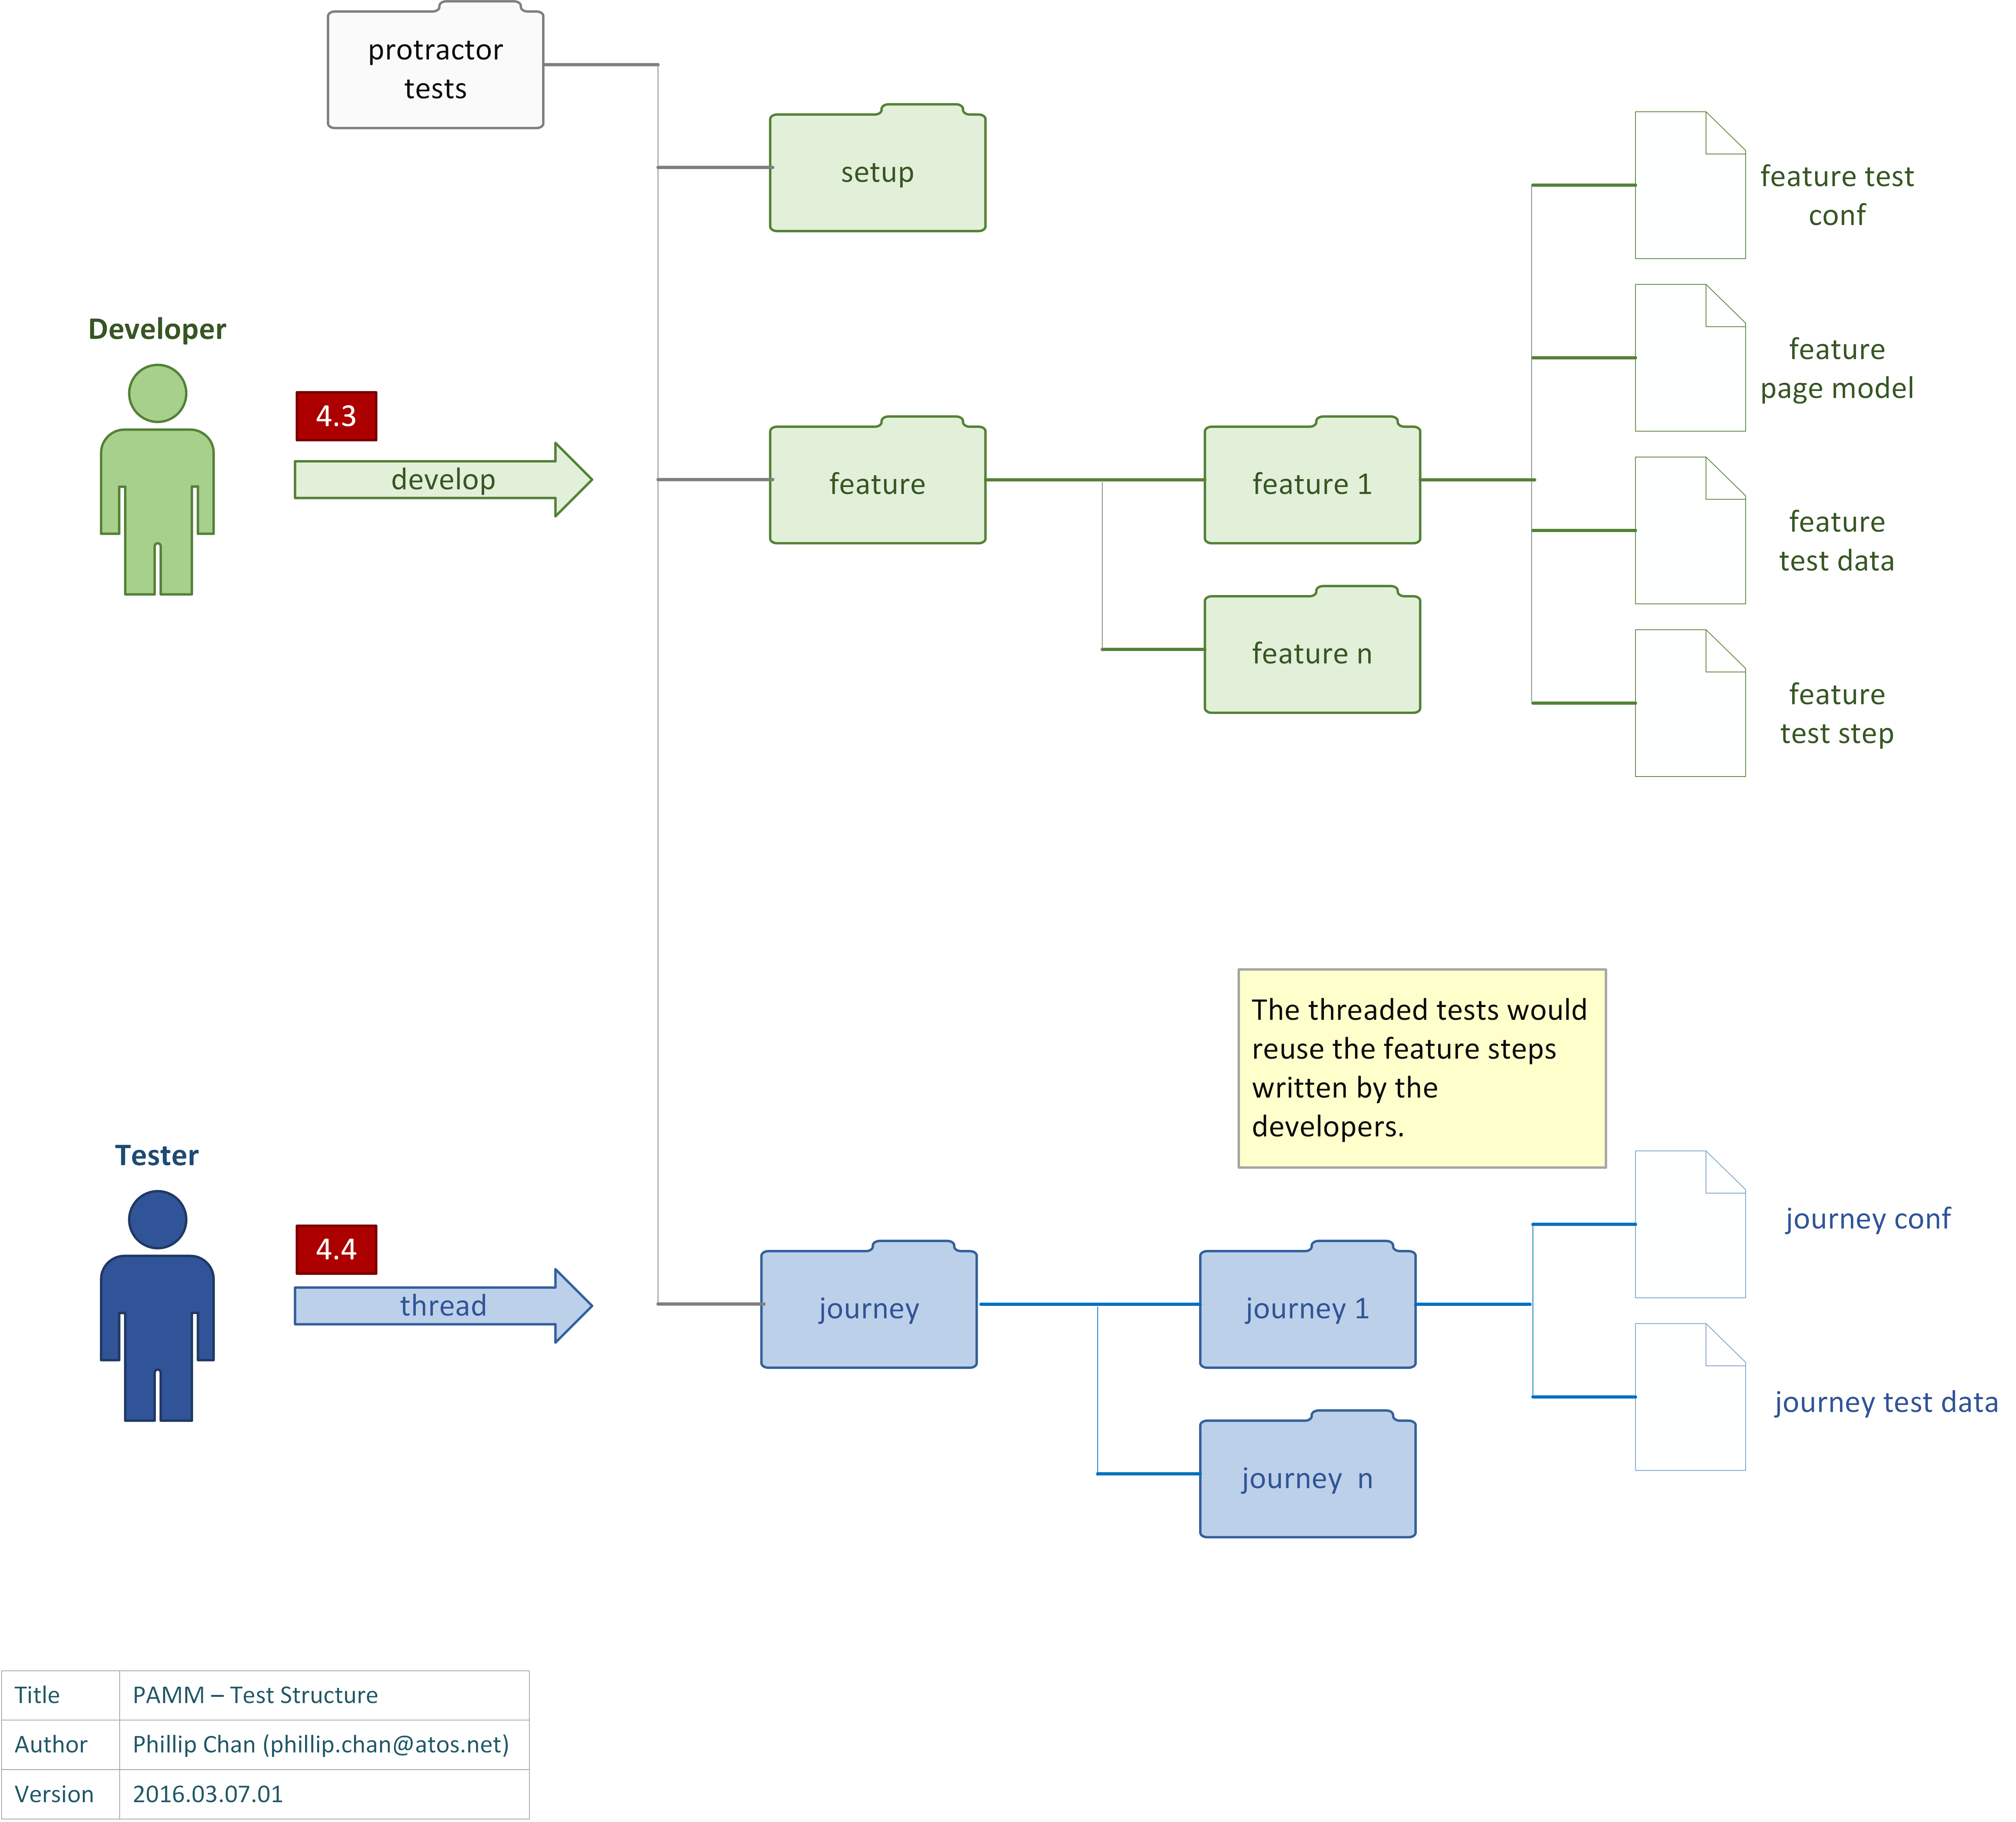 protractor
tests
setup
feature test
conf
Developer
feature
page model
4.3
develop
feature
feature 1
feature
test data
feature n
feature
test step
The threaded tests would
reuse the feature steps
written by the
developers.
Tester
4.4
thread
journey
journey 1
journey conf
journey test data
journey  n
Title PAMM – Test Structure
Author Phillip Chan (phillip.chan@atos.net)
Version 2016.03.07.01